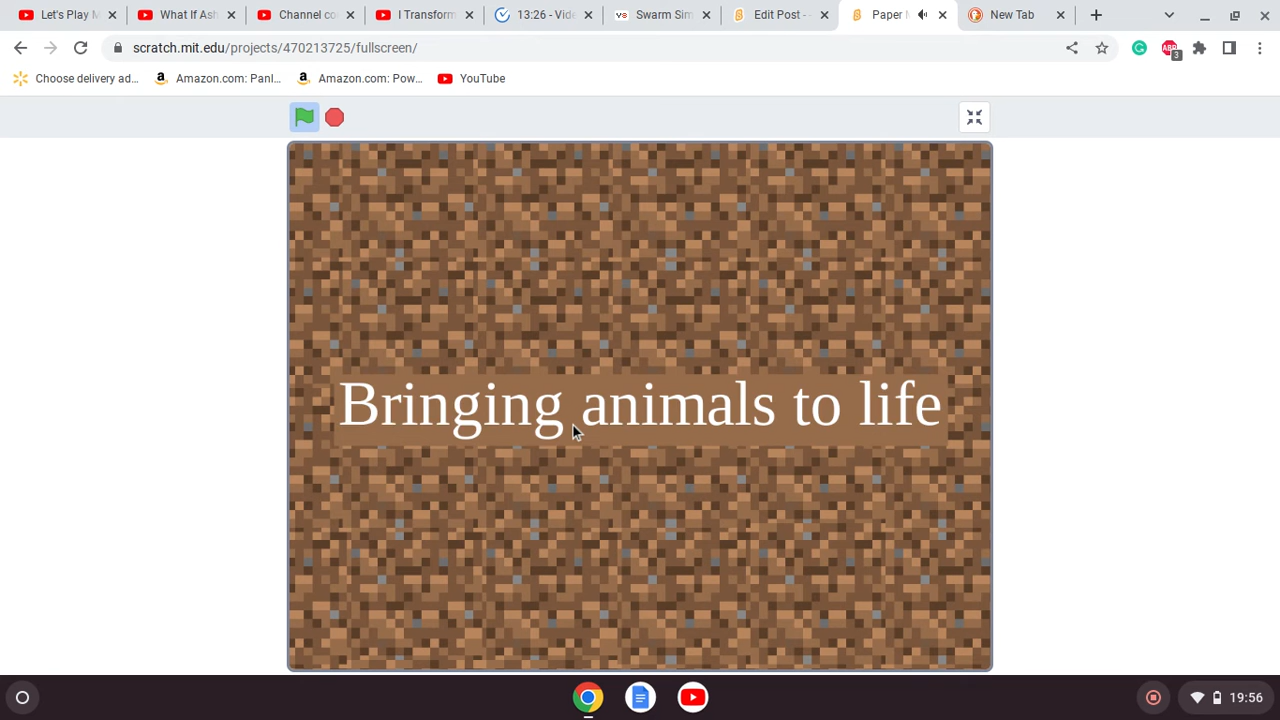 Let's Play M
What If Ash
Channel co
I Transform
13:26 - Vide
Swarm Sim
Edit Post -
Paper M
New Tab
scratch.mit.edu/projects/470213725/fullscreen/
ABP
3
Choose delivery ad...
Amazon.com: Panl...
Amazon.com: Pow...
YouTube
Bringing animals to life
19:56